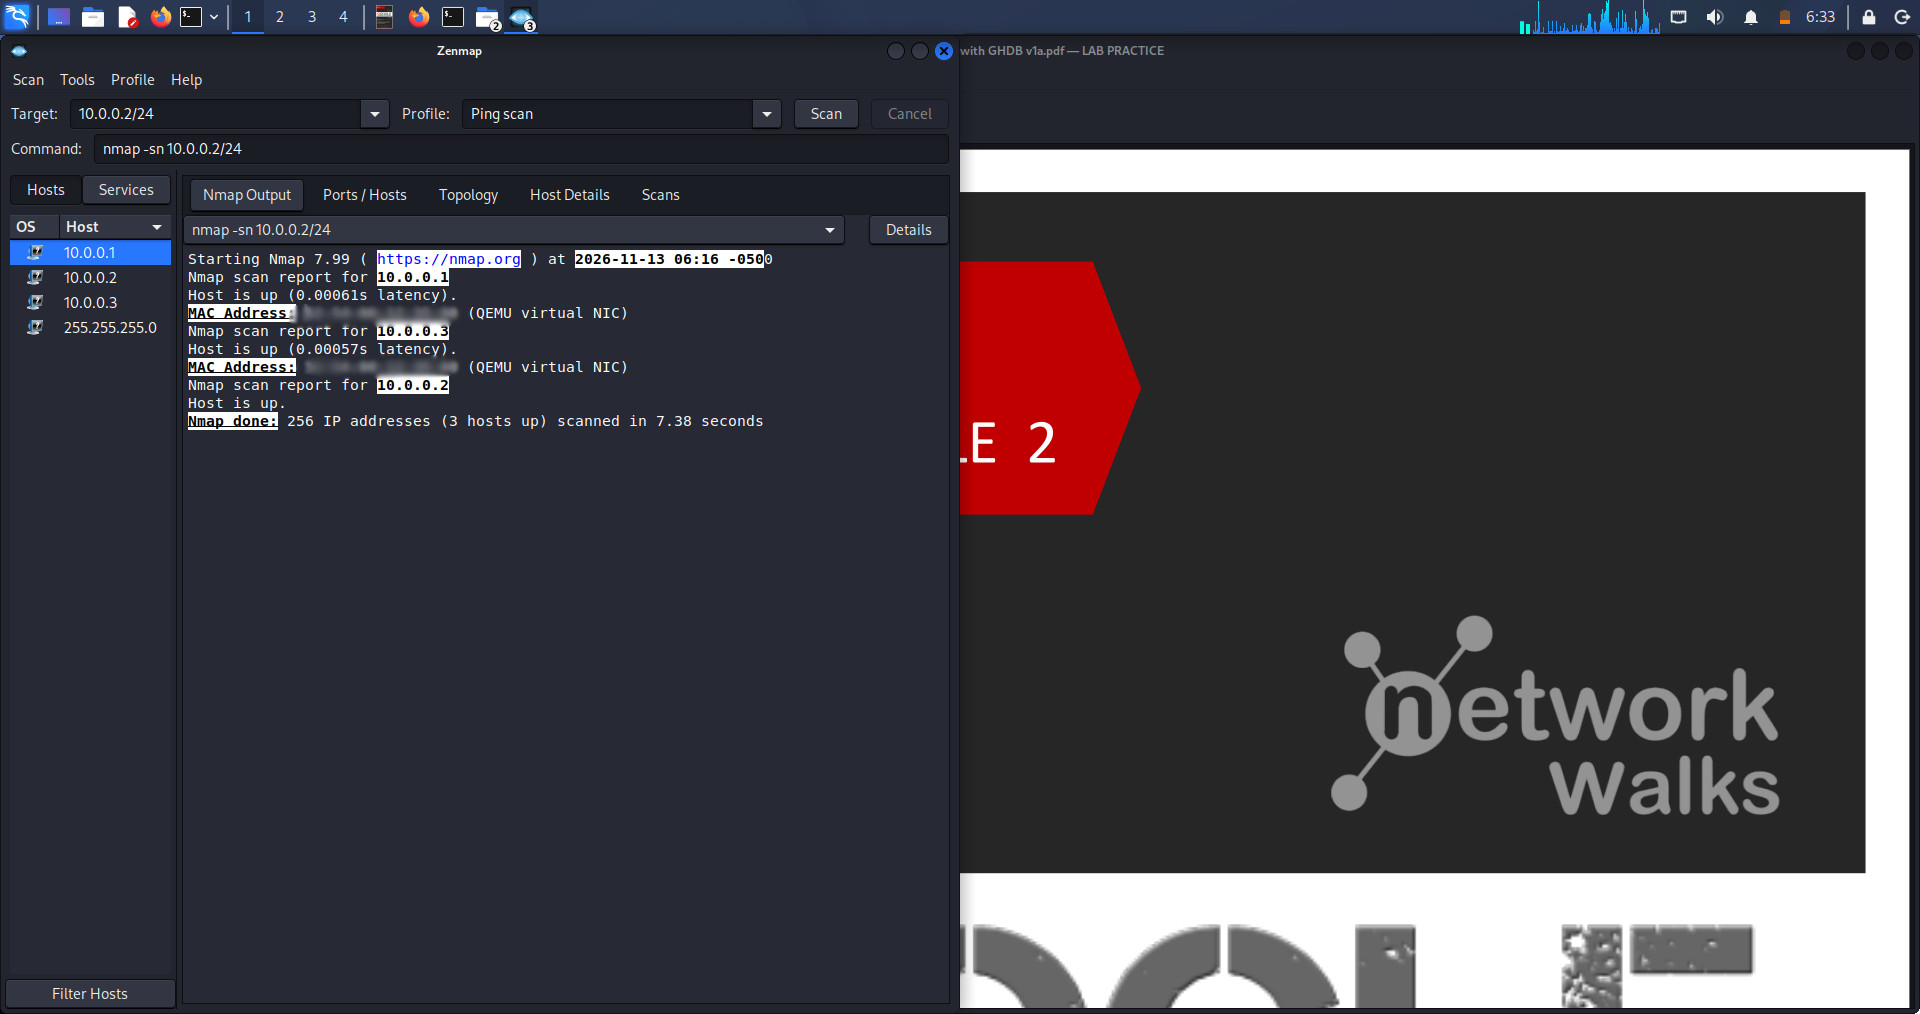 1 2 3 4 2 3 6:33
Zenmap
with GHDB v1a.pdf — LAB PRACTICE
Scan Tools Profile Help
Target: 10.0.0.2/24 Profile: Ping scan Scan Cancel
Command: nmap -sn 10.0.0.2/24
Hosts Services
Nmap Output Ports / Hosts Topology Host Details Scans
OS Host
nmap -sn 10.0.0.2/24 Details
10.0.0.1
10.0.0.2
10.0.0.3
255.255.255.0
Starting Nmap 7.99 ( https://nmap.org ) at 2026-11-13 06:16 -0500
Nmap scan report for 10.0.0.1
Host is up (0.00061s latency).
MAC Address: (QEMU virtual NIC)
Nmap scan report for 10.0.0.3
Host is up (0.00057s latency).
MAC Address: (QEMU virtual NIC)
Nmap scan report for 10.0.0.2
Host is up.
Nmap done: 256 IP addresses (3 hosts up) scanned in 7.38 seconds
Filter Hosts
LE 2
network
walks